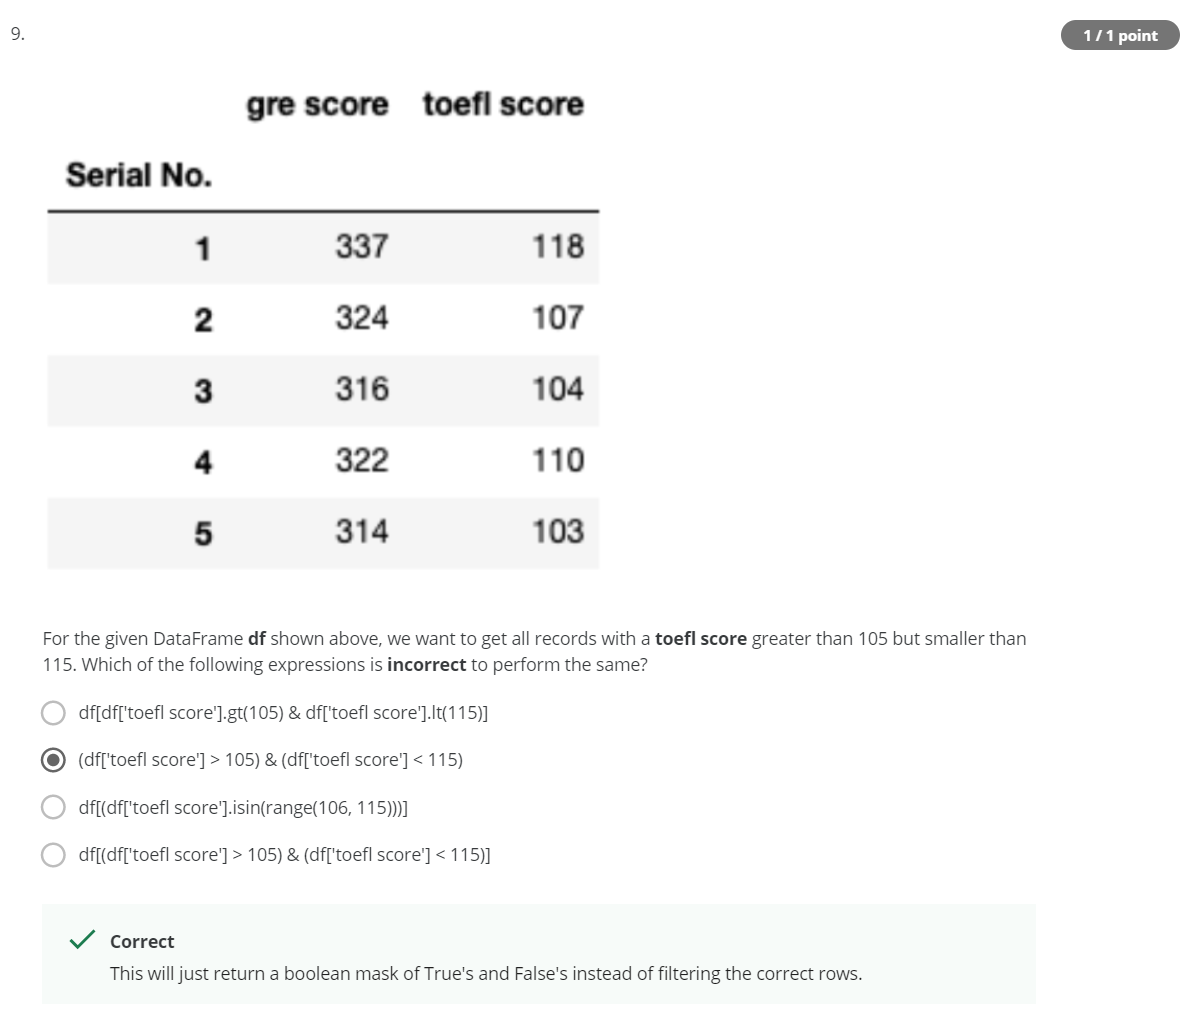 9.
1 / 1 point
gre score toefl score
Serial No.
1 337 118
2 324 107
3 316 104
4 322 110
5 314 103
For the given DataFrame df shown above, we want to get all records with a toefl score greater than 105 but smaller than
115. Which of the following expressions is incorrect to perform the same?
df[df['toefl score'].gt(105) & df['toefl score'].lt(115)]
(df['toefl score'] > 105) & (df['toefl score'] < 115)
df[(df['toefl score'].isin(range(106, 115)))]
df[(df['toefl score'] > 105) & (df['toefl score'] < 115)]
Correct
This will just return a boolean mask of True's and False's instead of filtering the correct rows.